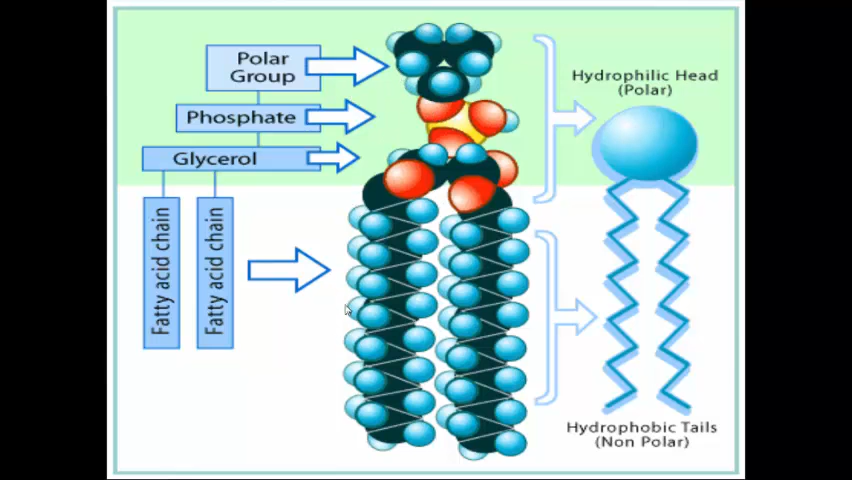 Polar
Group
Phosphate
Glycerol
Fatty acid chain
Fatty acid chain
Hydrophilic Head
(Polar)
Hydrophobic Tails
(Non Polar)